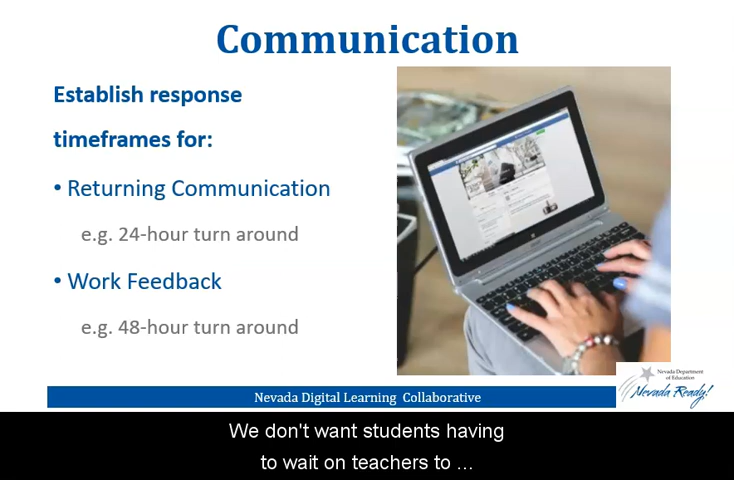 Communication
Establish response
timeframes for:
• Returning Communication
e.g. 24-hour turn around
• Work Feedback
e.g. 48-hour turn around
Nevada Digital Learning Collaborative
Nevada Department
of Education
Nevada Ready!
We don't want students having
to wait on teachers to ...